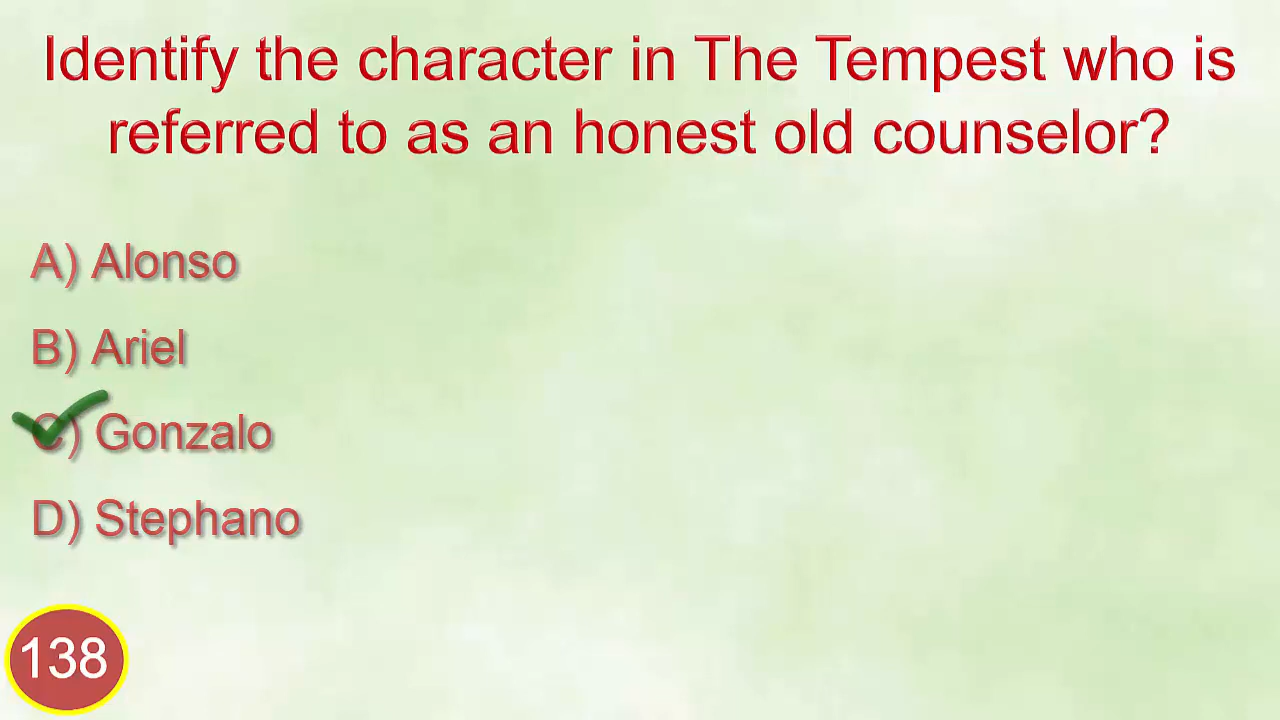 Identify the character in The Tempest who is
referred to as an honest old counselor?
A) Alonso
B) Ariel
C) Gonzalo
D) Stephano
138